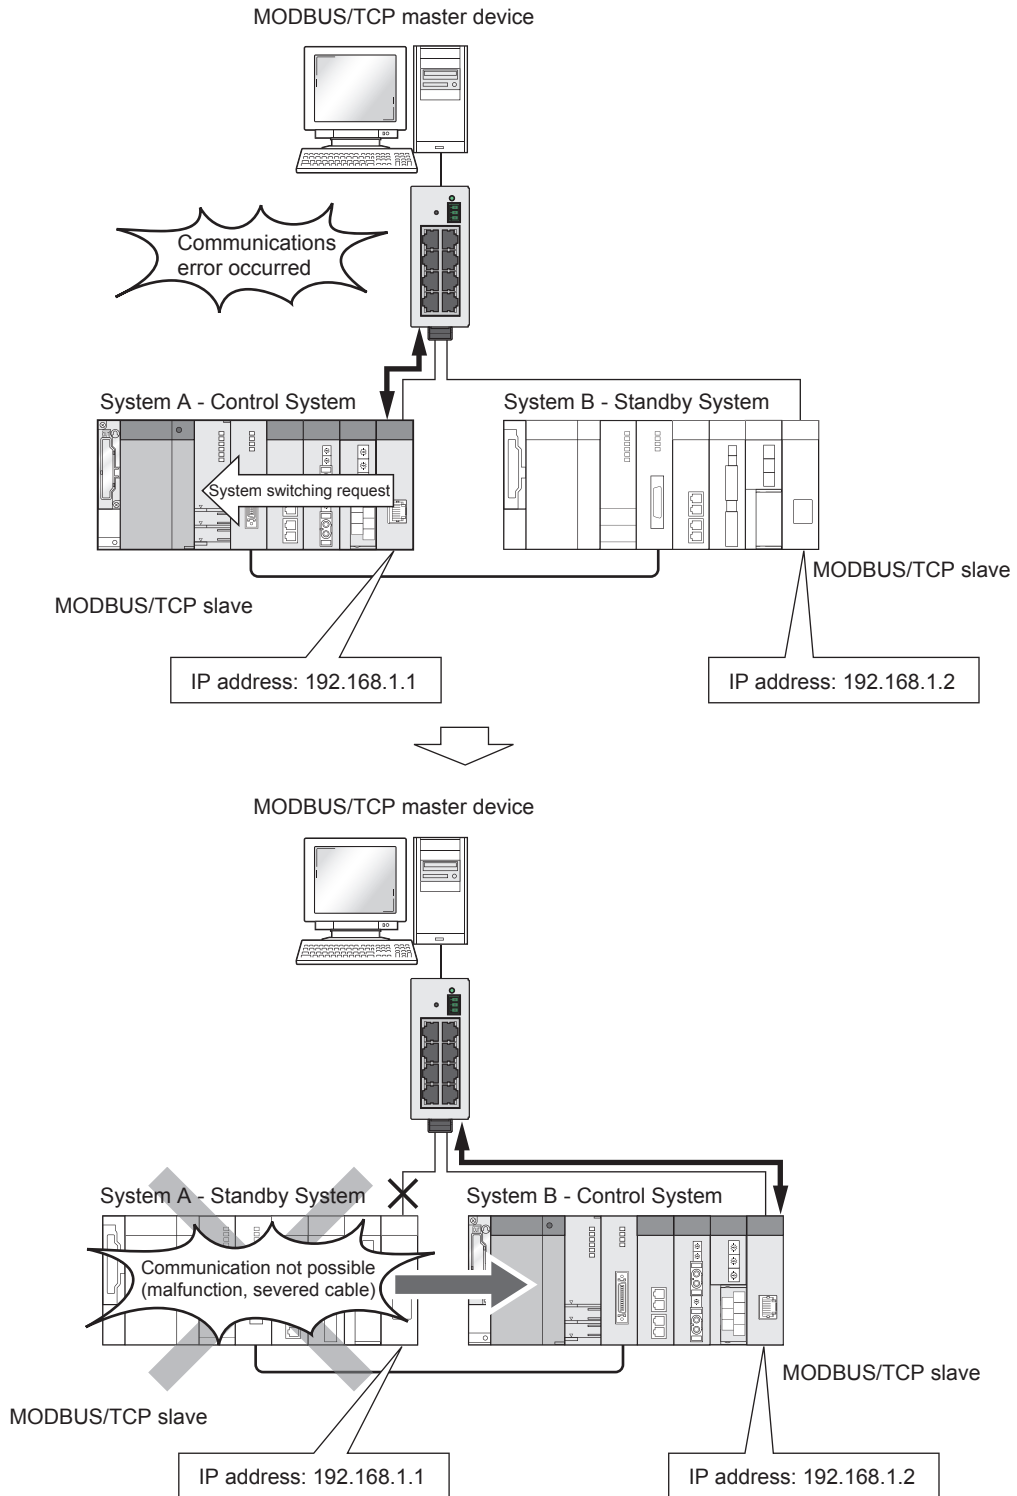 MODBUS/TCP master device
Communications
error occurred
System A - Control System
System B - Standby System
System switching request
MODBUS/TCP slave
MODBUS/TCP slave
IP address: 192.168.1.1
IP address: 192.168.1.2
MODBUS/TCP master device
System A - Standby System
System B - Control System
Communication not possible
(malfunction, severed cable)
MODBUS/TCP slave
MODBUS/TCP slave
IP address: 192.168.1.1
IP address: 192.168.1.2